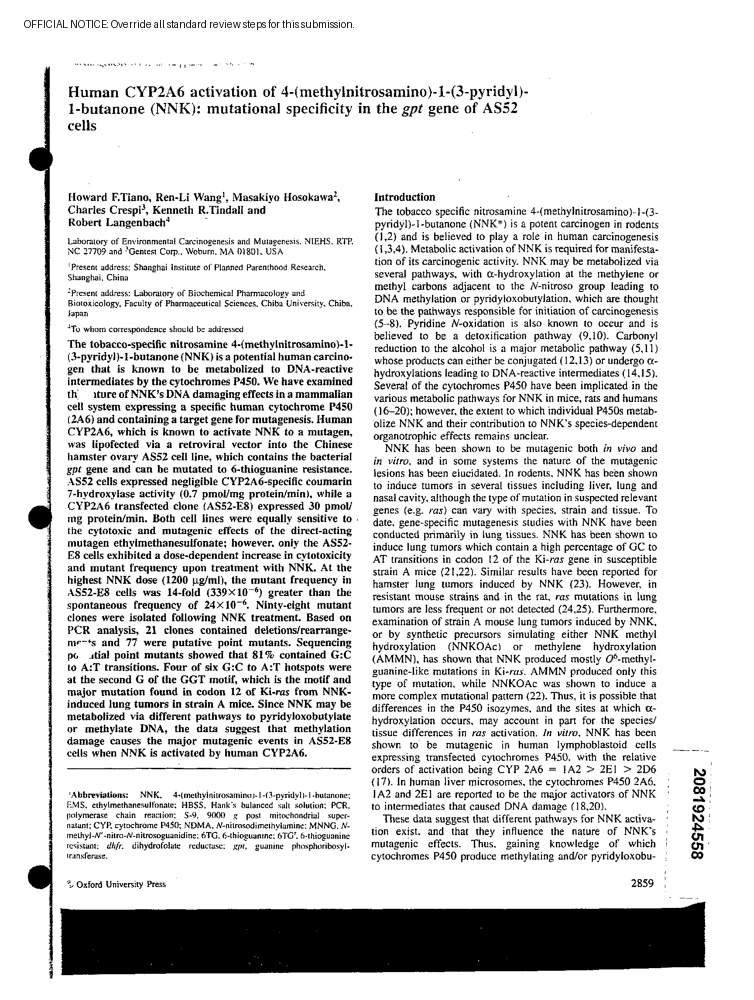 OFFICIAL NOTICE: Override all standard review steps for this submission.
Human CYP2A6 activation of 4-(methylnitrosamino)-1-(3-pyridyl)-
1-butanone (NNK): mutational specificity in the gpt gene of AS52
cells
Howard F.Tiano, Ren-Li Wang¹, Masakiyo Hosokawa²,
Charles Crespi³, Kenneth R.Tindall and
Robert Langenbach⁴
Laboratory of Environmental Carcinogenesis and Mutagenesis, NIEHS, RTP,
NC 27709 and ³Gentest Corp., Woburn, MA 01801, USA
¹Present address: Shanghai Institute of Planned Parenthood Research,
Shanghai, China
²Present address: Laboratory of Biochemical Pharmacology and
Biotoxicology, Faculty of Pharmaceutical Sciences, Chiba University, Chiba,
Japan
⁴To whom correspondence should be addressed
The tobacco-specific nitrosamine 4-(methylnitrosamino)-1-
(3-pyridyl)-1-butanone (NNK) is a potential human carcino-
gen that is known to be metabolized to DNA-reactive
intermediates by the cytochromes P450. We have examined
th ature of NNK's DNA damaging effects in a mammalian
cell system expressing a specific human cytochrome P450
(2A6) and containing a target gene for mutagenesis. Human
CYP2A6, which is known to activate NNK to a mutagen,
was lipofected via a retroviral vector into the Chinese
hamster ovary AS52 cell line, which contains the bacterial
gpt gene and can be mutated to 6-thioguanine resistance.
AS52 cells expressed negligible CYP2A6-specific coumarin
7-hydroxylase activity (0.7 pmol/mg protein/min), while a
CYP2A6 transfected clone (AS52-E8) expressed 30 pmol/
mg protein/min. Both cell lines were equally sensitive to
the cytotoxic and mutagenic effects of the direct-acting
mutagen ethylmethanesulfonate; however, only the AS52-
E8 cells exhibited a dose-dependent increase in cytotoxicity
and mutant frequency upon treatment with NNK. At the
highest NNK dose (1200 µg/ml), the mutant frequency in
AS52-E8 cells was 14-fold (339×10⁻⁶) greater than the
spontaneous frequency of 24×10⁻⁶. Ninty-eight mutant
clones were isolated following NNK treatment. Based on
PCR analysis, 21 clones contained deletions/rearrange-
ments and 77 were putative point mutants. Sequencing
po tial point mutants showed that 81% contained G:C
to A:T transitions. Four of six G:C to A:T hotspots were
at the second G of the GGT motif, which is the motif and
major mutation found in codon 12 of Ki-ras from NNK-
induced lung tumors in strain A mice. Since NNK may be
metabolized via different pathways to pyridyloxobutylate
or methylate DNA, the data suggest that methylation
damage causes the major mutagenic events in AS52-E8
cells when NNK is activated by human CYP2A6.
*Abbreviations: NNK, 4-(methylnitrosamino)-1-(3-pyridyl)-1-butanone;
EMS, ethylmethanesulfonate; HBSS, Hank's balanced salt solution; PCR,
polymerase chain reaction; S-9, 9000 g post mitochondrial super-
natant; CYP, cytochrome P450; NDMA, N-nitrosodimethylamine; MNNG, N-
methyl-N'-nitro-N-nitrosoguanidine; 6TG, 6-thioguanine; 6TGʳ, 6-thioguanine
resistant; dhfr, dihydrofolate reductase; gpt, guanine phosphoribosyl-
transferase.
© Oxford University Press
Introduction
The tobacco specific nitrosamine 4-(methylnitrosamino)-1-(3-
pyridyl)-1-butanone (NNK*) is a potent carcinogen in rodents
(1,2) and is believed to play a role in human carcinogenesis
(1,3,4). Metabolic activation of NNK is required for manifesta-
tion of its carcinogenic activity. NNK may be metabolized via
several pathways, with α-hydroxylation at the methylene or
methyl carbons adjacent to the N-nitroso group leading to
DNA methylation or pyridyloxobutylation, which are thought
to be the pathways responsible for initiation of carcinogenesis
(5–8). Pyridine N-oxidation is also known to occur and is
believed to be a detoxification pathway (9,10). Carbonyl
reduction to the alcohol is a major metabolic pathway (5,11)
whose products can either be conjugated (12,13) or undergo α-
hydroxylations leading to DNA-reactive intermediates (14,15).
Several of the cytochromes P450 have been implicated in the
various metabolic pathways for NNK in mice, rats and humans
(16–20); however, the extent to which individual P450s metab-
olize NNK and their contribution to NNK's species-dependent
organotrophic effects remains unclear.
NNK has been shown to be mutagenic both in vivo and
in vitro, and in some systems the nature of the mutagenic
lesions has been elucidated. In rodents, NNK has been shown
to induce tumors in several tissues including liver, lung and
nasal cavity, although the type of mutation in suspected relevant
genes (e.g. ras) can vary with species, strain and tissue. To
date, gene-specific mutagenesis studies with NNK have been
conducted primarily in lung tissues. NNK has been shown to
induce lung tumors which contain a high percentage of GC to
AT transitions in codon 12 of the Ki-ras gene in susceptible
strain A mice (21,22). Similar results have been reported for
hamster lung tumors induced by NNK (23). However, in
resistant mouse strains and in the rat, ras mutations in lung
tumors are less frequent or not detected (24,25). Furthermore,
examination of strain A mouse lung tumors induced by NNK,
or by synthetic precursors simulating either NNK methyl
hydroxylation (NNKOAc) or methylene hydroxylation
(AMMN), has shown that NNK produced mostly O⁶-methyl-
guanine-like mutations in Ki-ras. AMMN produced only this
type of mutation, while NNKOAc was shown to induce a
more complex mutational pattern (22). Thus, it is possible that
differences in the P450 isozymes, and the sites at which α-
hydroxylation occurs, may account in part for the species/
tissue differences in ras activation. In vitro, NNK has been
shown to be mutagenic in human lymphoblastoid cells
expressing transfected cytochromes P450, with the relative
orders of activation being CYP 2A6 = 1A2 > 2E1 > 2D6
(17). In human liver microsomes, the cytochromes P450 2A6,
1A2 and 2E1 are reported to be the major activators of NNK
to intermediates that caused DNA damage (18,20).
These data suggest that different pathways for NNK activa-
tion exist, and that they influence the nature of NNK's
mutagenic effects. Thus, gaining knowledge of which
cytochromes P450 produce methylating and/or pyridyloxobu-
2859
2081924558